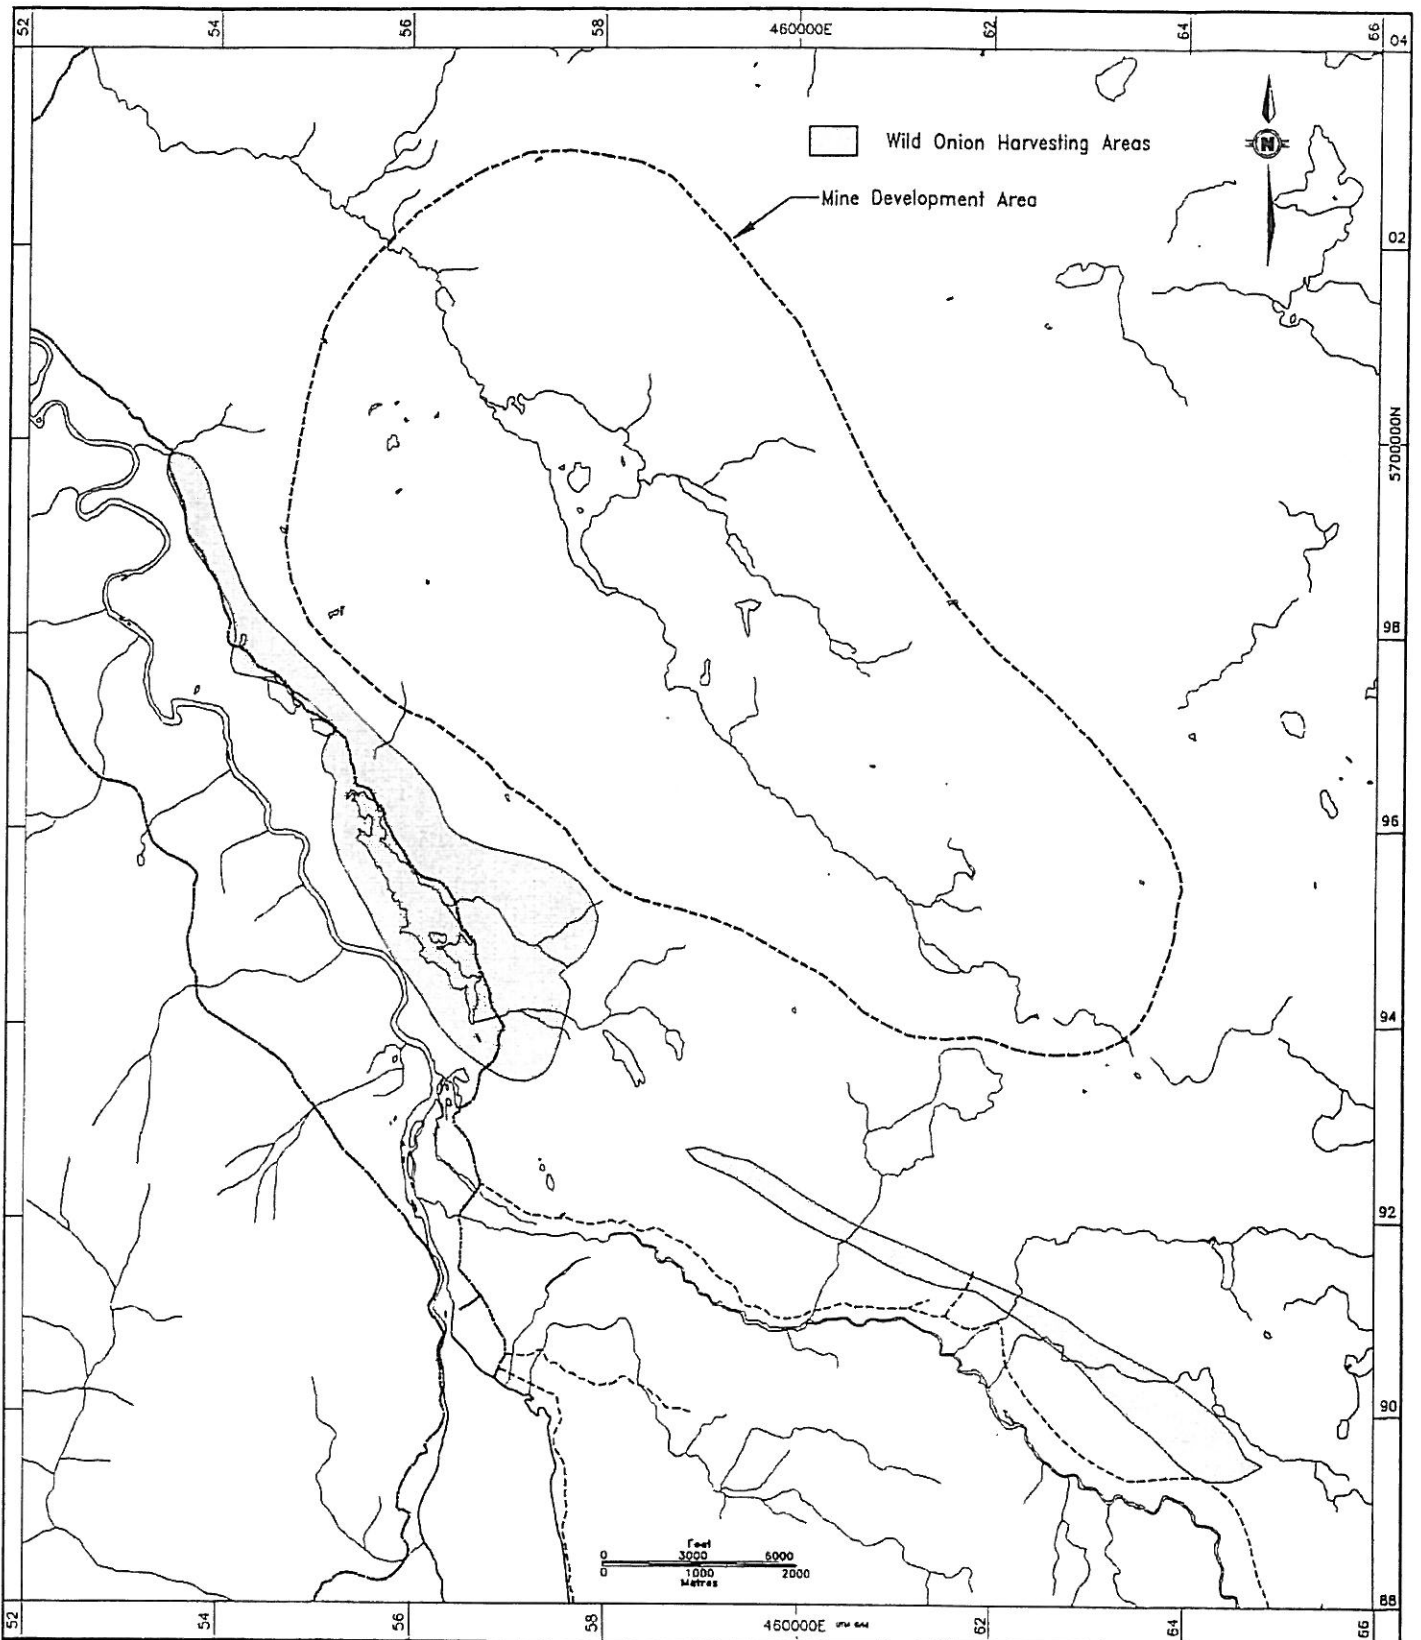 52 54 56 58 460000E 62 64 66
04
Wild Onion Harvesting Areas
N
Mine Development Area
02
5700000N
98
96
94
92
90
Feet
0 3000 6000
0 1000 2000
Metres
88
52 54 56 58 460000E 62 64 66